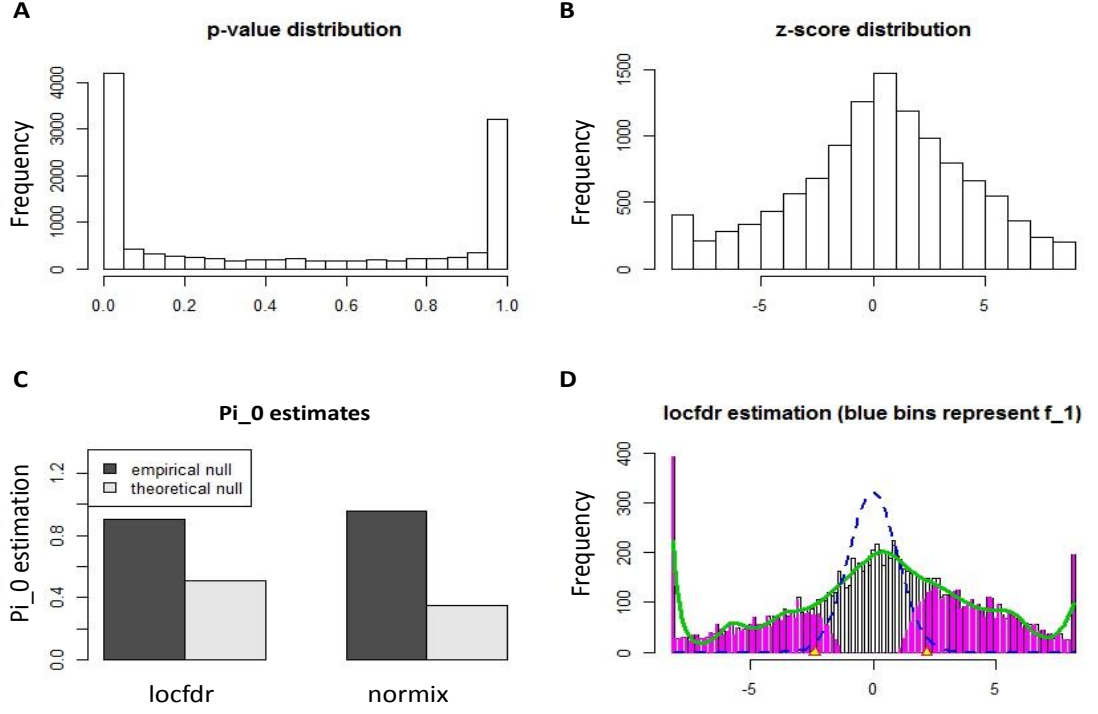 A
p-value distribution
Frequency
0 1000 2000 3000 4000
0.0 0.2 0.4 0.6 0.8 1.0
B
z-score distribution
Frequency
0 500 1000 1500
-5 0 5
C
Pi_0 estimates
Pi_0 estimation
0.0 0.4 0.8 1.2
empirical null
theoretical null
locfdr normix
D
locfdr estimation (blue bins represent f_1)
Frequency
0 100 200 300 400
-5 0 5